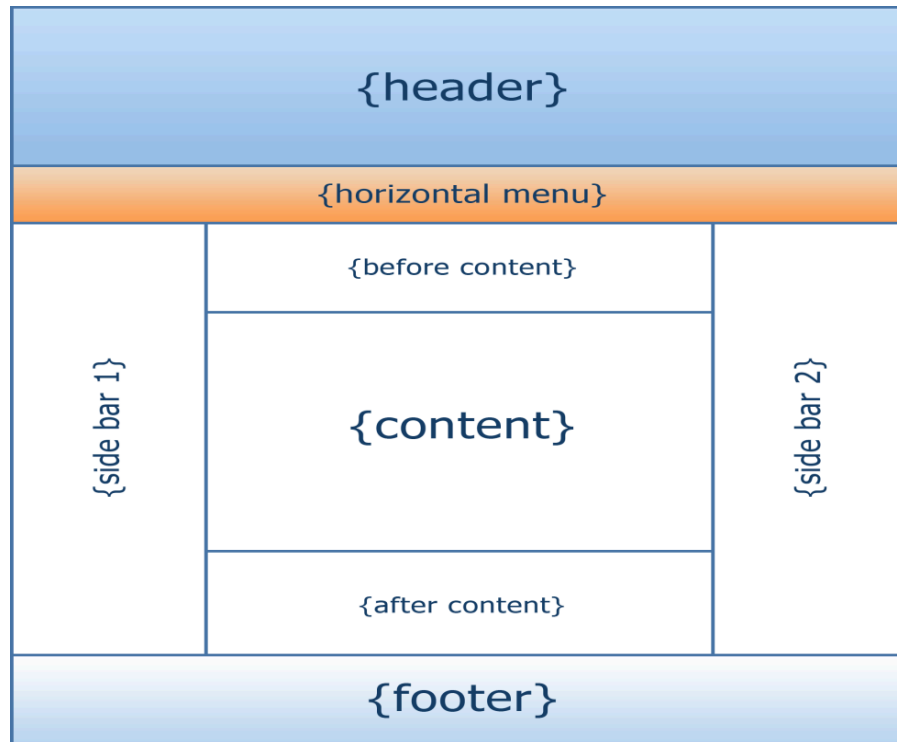 {header}
{horizontal menu}
{before content}
{side bar 1}
{content}
{side bar 2}
{after content}
{footer}